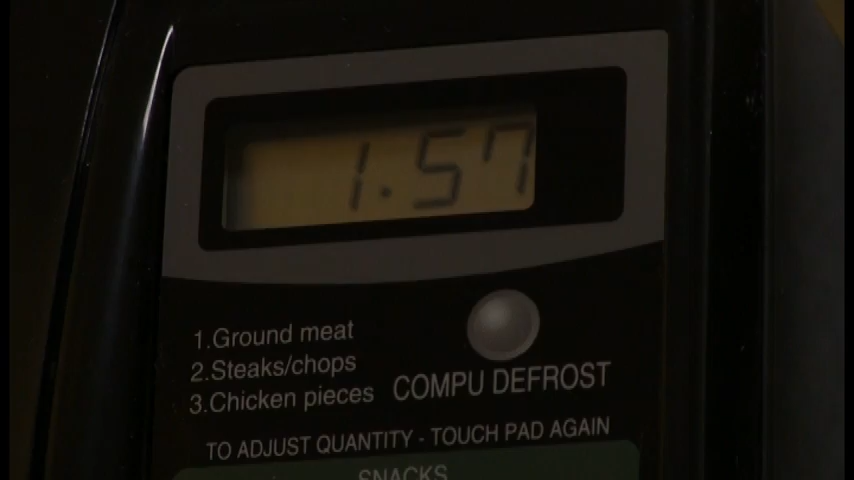 1.57
1.Ground meat
2.Steaks/chops
3.Chicken pieces
COMPU DEFROST
TO ADJUST QUANTITY - TOUCH PAD AGAIN
SNACKS